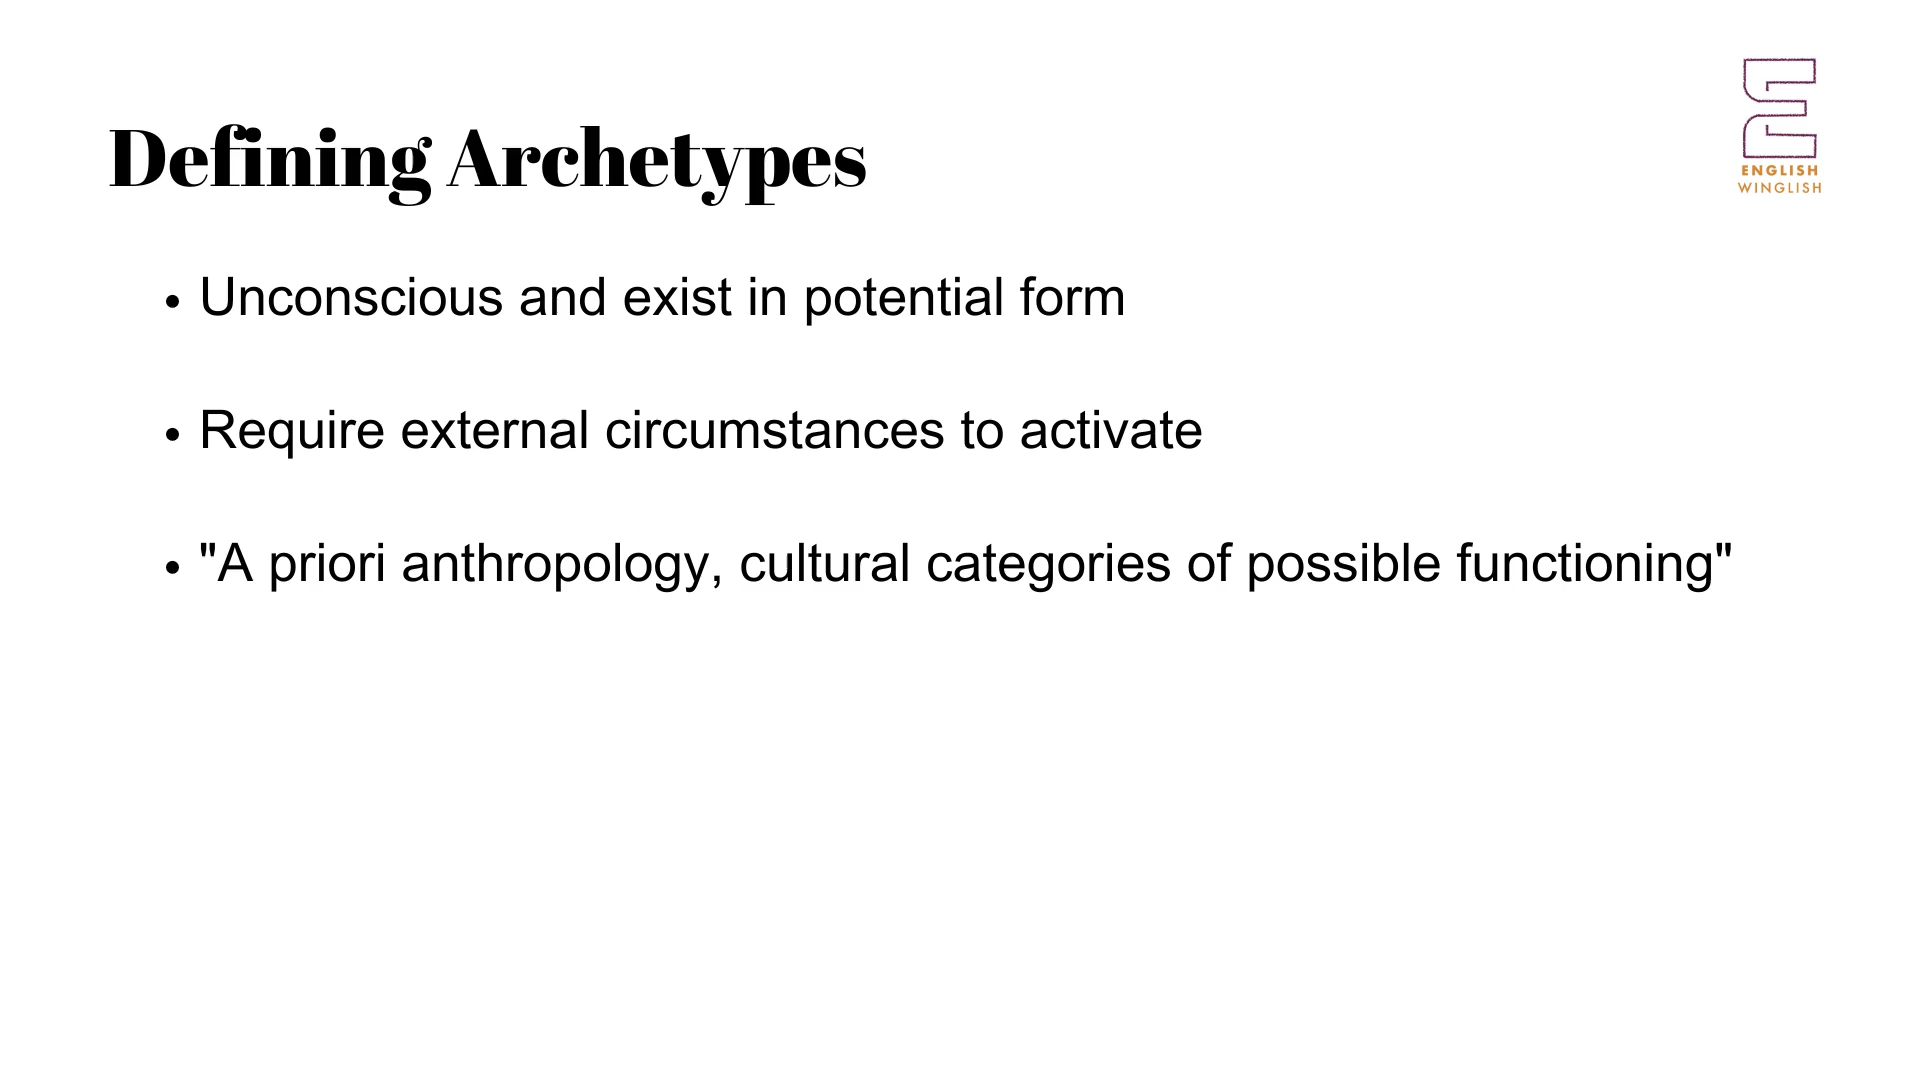 Defining Archetypes
ENGLISH
WINGLISH
• Unconscious and exist in potential form
• Require external circumstances to activate
• "A priori anthropology, cultural categories of possible functioning"